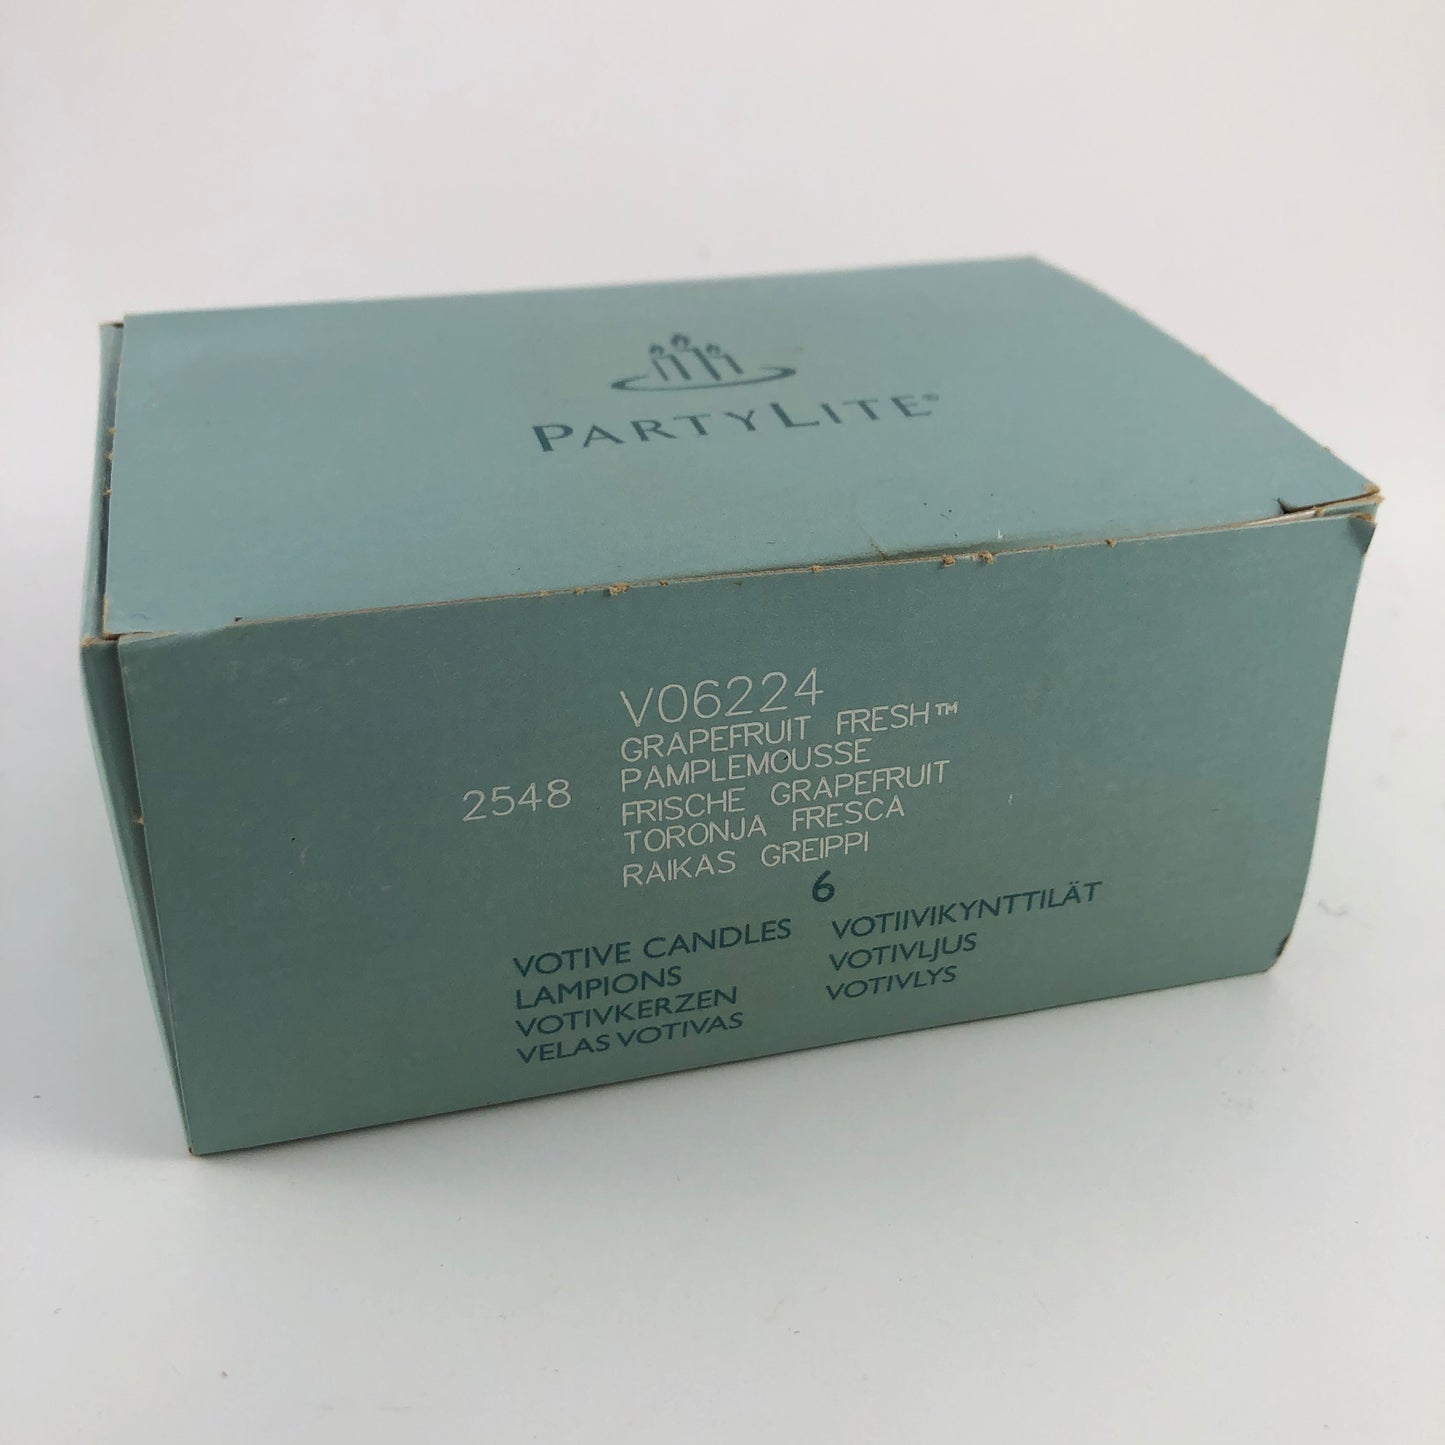 PARTYLITE®
V06224
GRAPEFRUIT FRESH™
PAMPLEMOUSSE
2548
FRISCHE GRAPEFRUIT
TORONJA FRESCA
RAIKAS GREIPPI
6
VOTIVE CANDLES
LAMPIONS
VOTIVKERZEN
VELAS VOTIVAS
VOTIIVIKYNTTILÄT
VOTIVLJUS
VOTIVLYS